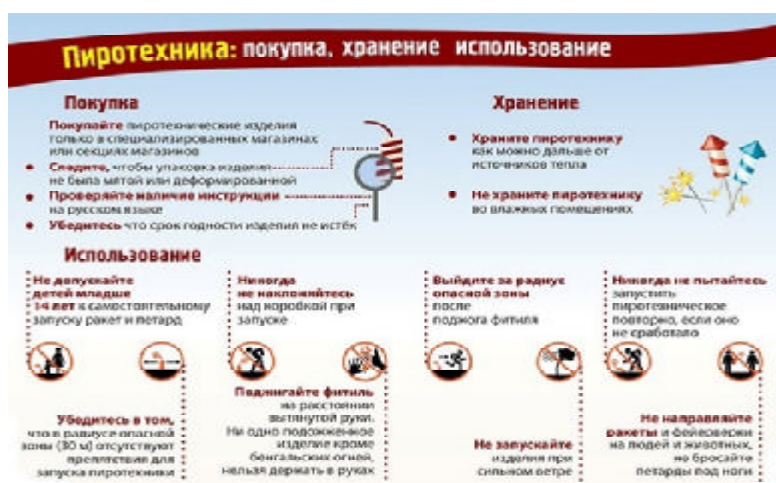 Пиротехника: покупка, хранение использование
Покупка
Покупайте пиротехнические изделия
только в специализированных магазинах
или секциях магазинов
Следите, чтобы упаковка изделия
не была мятой или деформированной
Проверяйте наличие инструкции
на русском языке
Убедитесь что срок годности изделия не истёк
Хранение
Храните пиротехнику
как можно дальше от
источников тепла
Не храните пиротехнику
во влажных помещениях
Использование
Не допускайте
детей младше
14 лет к самостоятельному
запуску ракет и петард
Никогда
не наклоняйтесь
над коробкой при
запуске
Выйдите за радиус
опасной зоны
после
поджога фитиля
Никогда не пытайтесь
запустить
пиротехническое
повторно, если оно
не сработало
Убедитесь в том,
что в радиусе опасной
зоны (30 м) отсутствуют
препятствия для
запуска пиротехники
Поджигайте фитиль
на расстоянии
вытянутой руки.
Ни одно подожженное
изделие кроме
бенгальских огней,
нельзя держать в руках
Не запускайте
изделия при
сильном ветре
Не направляйте
ракеты и фейерверки
на людей и животных,
не бросайте
петарды под ноги